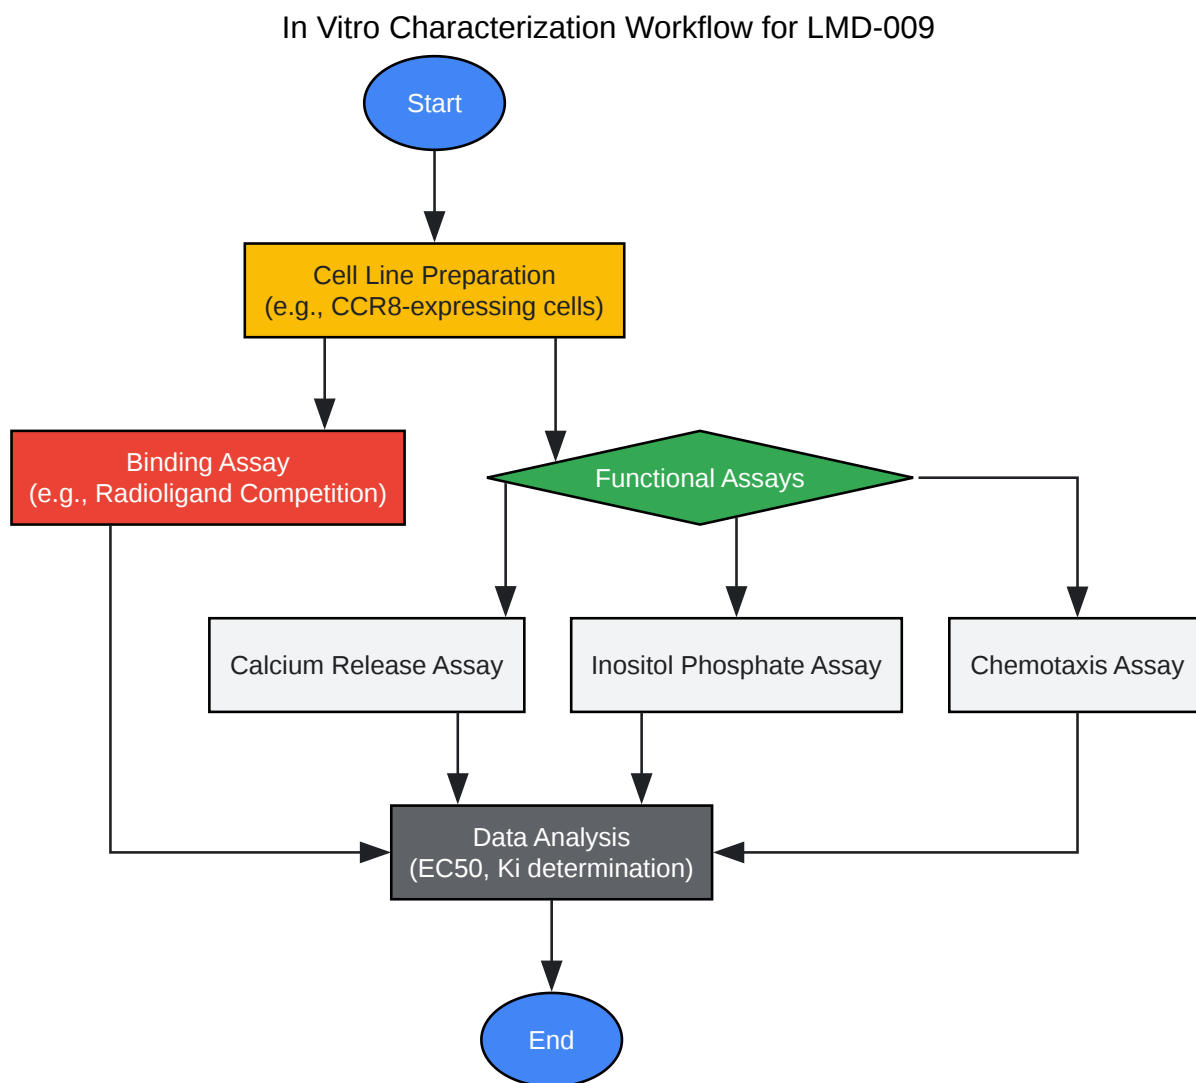 In Vitro Characterization Workflow for LMD-009
Start
Cell Line Preparation
(e.g., CCR8-expressing cells)
Binding Assay
(e.g., Radioligand Competition)
Functional Assays
Calcium Release Assay
Inositol Phosphate Assay
Chemotaxis Assay
Data Analysis
(EC50, Ki determination)
End